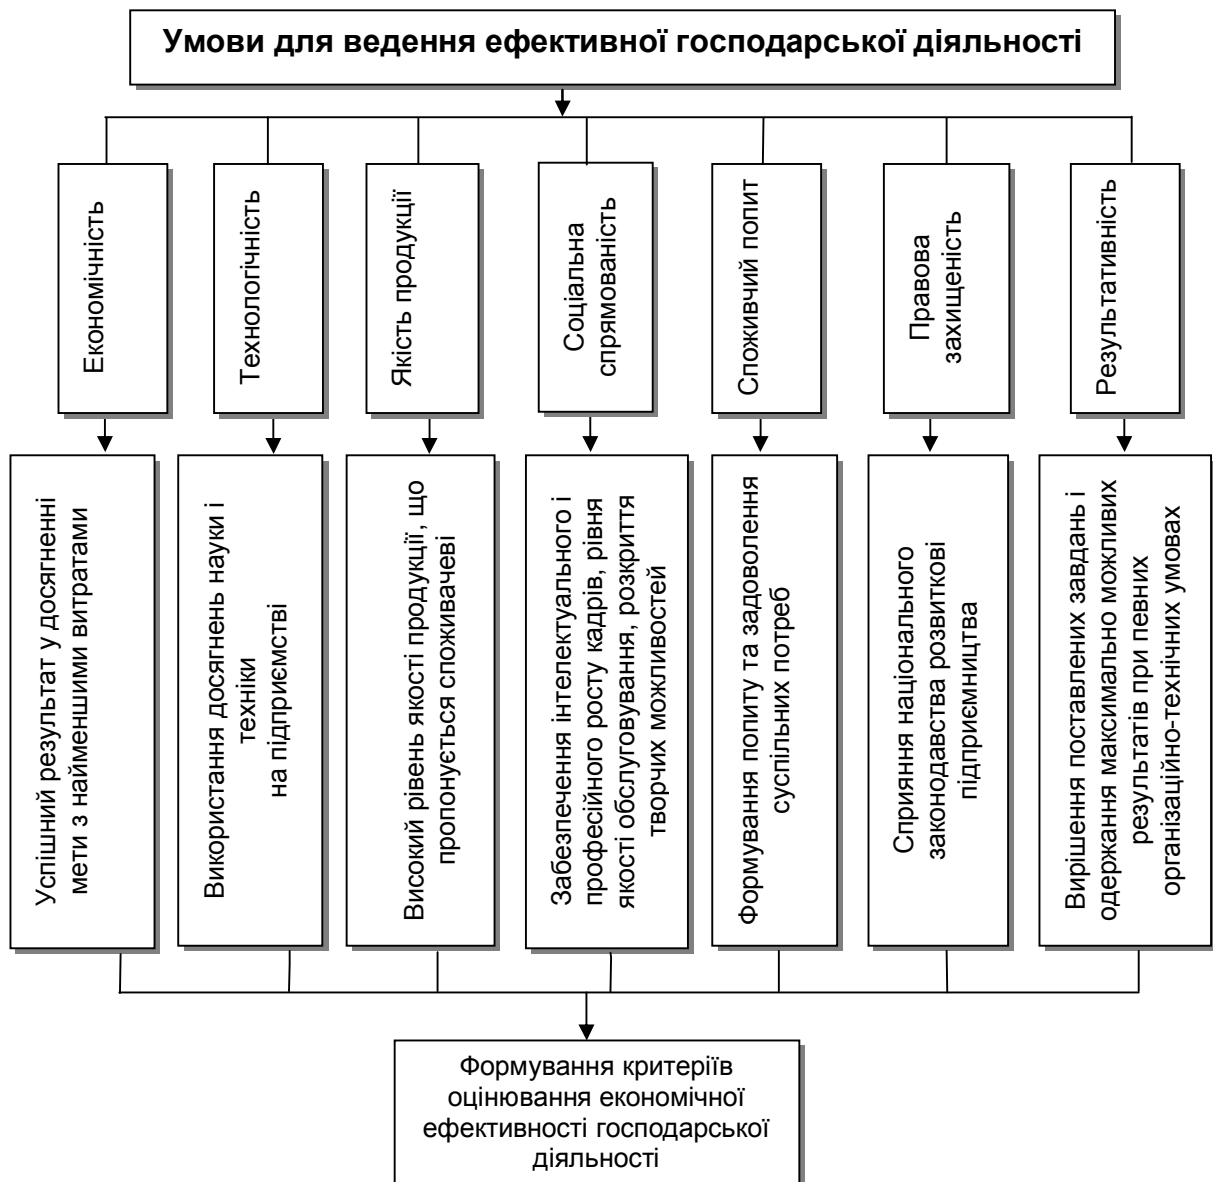 Умови для ведення ефективної господарської діяльності
Економічність
Технологічність
Якість продукції
Соціальна
спрямованість
Споживчий попит
Правова
захищеність
Результативність
Успішний результат у досягненні
мети з найменшими витратами
Використання досягнень науки і
техніки
на підприємстві
Високий рівень якості продукції, що
пропонується споживачеві
Забезпечення інтелектуального і
професійного росту кадрів, рівня
якості обслуговування, розкриття
творчих можливостей
Формування попиту та задоволення
суспільних потреб
Сприяння національного
законодавства розвиткові
підприємництва
Вирішення поставлених завдань і
одержання максимально можливих
результатів при певних
організаційно-технічних умовах
Формування критеріїв
оцінювання економічної
ефективності господарської
діяльності